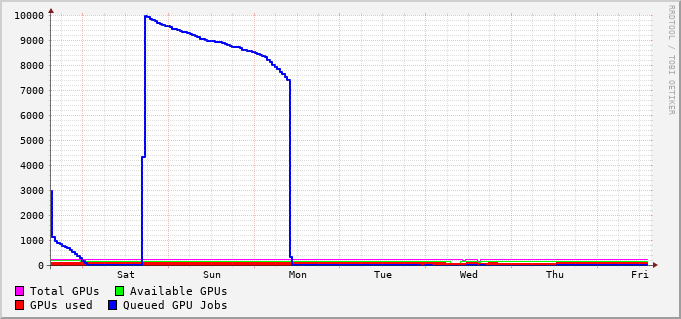 RRDTOOL / TOBI OETIKER
10000
9000
8000
7000
6000
5000
4000
3000
2000
1000
0
Sat Sun Mon Tue Wed Thu Fri
Total GPUs Available GPUs
GPUs used Queued GPU Jobs